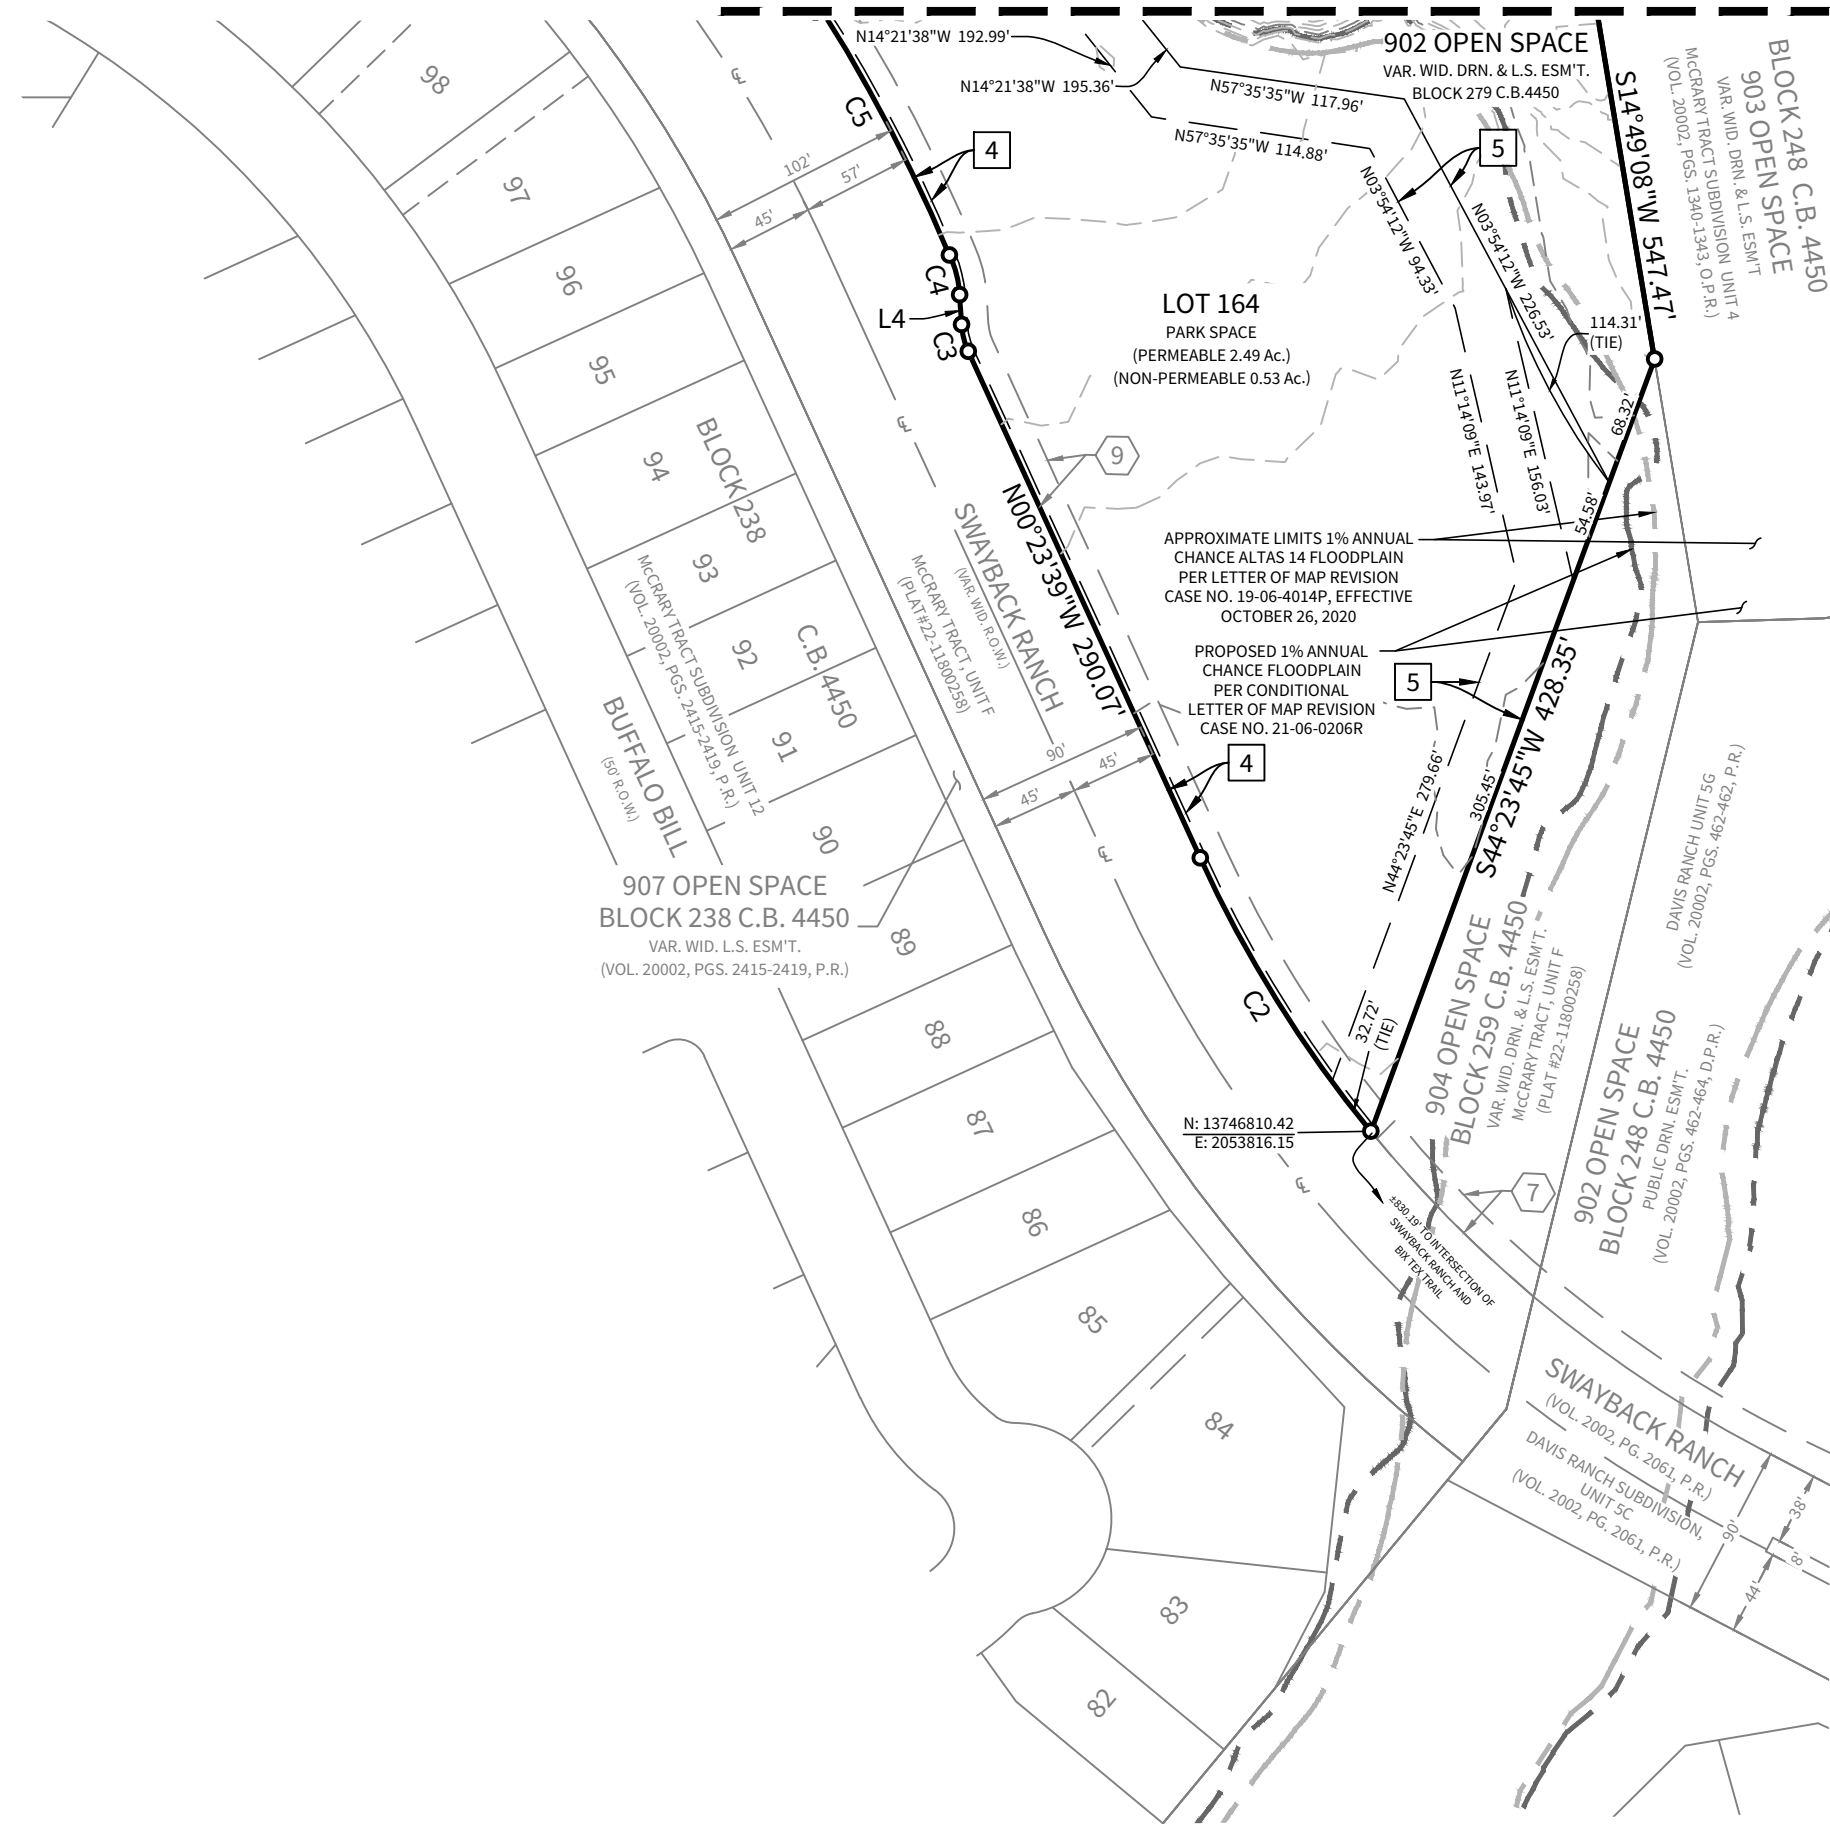 N14°21'38"W 192.99'
N14°21'38"W 195.36'
N57°35'35"W 117.96'
N57°35'35"W 114.88'
902 OPEN SPACE
VAR. WID. DRN. & L.S. ESM'T.
BLOCK 279 C.B.4450
S14°49'08"W 547.47'
BLOCK 248 C.B. 4450
903 OPEN SPACE
VAR. WID. DRN. & L.S. ESM'T
McCRARY TRACT SUBDIVISION UNIT 4
(VOL. 20002, PGS. 1340-1343, O.P.R.)
℄
C5
4
5
102'
57'
45'
98
97
96
95
94
93
92
91
90
89
88
87
86
85
84
83
82
N03°54'12"W 94.33'
N03°54'12"W 226.53'
C4
L4
C3
LOT 164
PARK SPACE
(PERMEABLE 2.49 Ac.)
(NON-PERMEABLE 0.53 Ac.)
114.31'
(TIE)
68.32'
54.58'
N11°14'09"E 143.97'
N11°14'09"E 156.03'
℄
9
BLOCK 238
C.B. 4450
McCRARY TRACT SUBDIVISION UNIT 12
(VOL. 20002, PGS. 2415-2419, P.R.)
SWAYBACK RANCH
(VAR. WID. R.O.W.)
McCRARY TRACT, UNIT F
(PLAT#22-11800258)
N00°23'39"W 290.07'
APPROXIMATE LIMITS 1% ANNUAL
CHANCE ALTAS 14 FLOODPLAIN
PER LETTER OF MAP REVISION
CASE NO. 19-06-4014P, EFFECTIVE
OCTOBER 26, 2020
PROPOSED 1% ANNUAL
CHANCE FLOODPLAIN
PER CONDITIONAL
LETTER OF MAP REVISION
CASE NO. 21-06-0206R
5
4
BUFFALO BILL
(50' R.O.W.)
90'
45'
45'
℄
907 OPEN SPACE
BLOCK 238 C.B. 4450
VAR. WID. L.S. ESM'T.
(VOL. 20002, PGS. 2415-2419, P.R.)
N44°23'45"E 279.66'
305.45'
S44°23'45"W 428.35'
DAVIS RANCH UNIT 5G
(VOL. 20002, PGS. 462-462, P.R.)
C2
32.72'
(TIE)
904 OPEN SPACE
BLOCK 259 C.B. 4450
VAR. WID. DRN. & L.S. ESM'T.
McCRARY TRACT, UNIT F
(PLAT #22-11800258)
902 OPEN SPACE
BLOCK 248 C.B. 4450
PUBLIC DRN. ESM'T.
(VOL. 20002, PGS. 462-464, D.P.R.)
N: 13746810.42
E: 2053816.15
℄
7
±830.19' TO INTERSECTION OF
SWAYBACK RANCH AND
BIX TEX TRAIL
SWAYBACK RANCH
(VOL. 2002, PG. 2061, P.R.)
DAVIS RANCH SUBDIVISION,
UNIT 5C
(VOL. 2002, PG. 2061, P.R.)
90'
38'
8'
44'